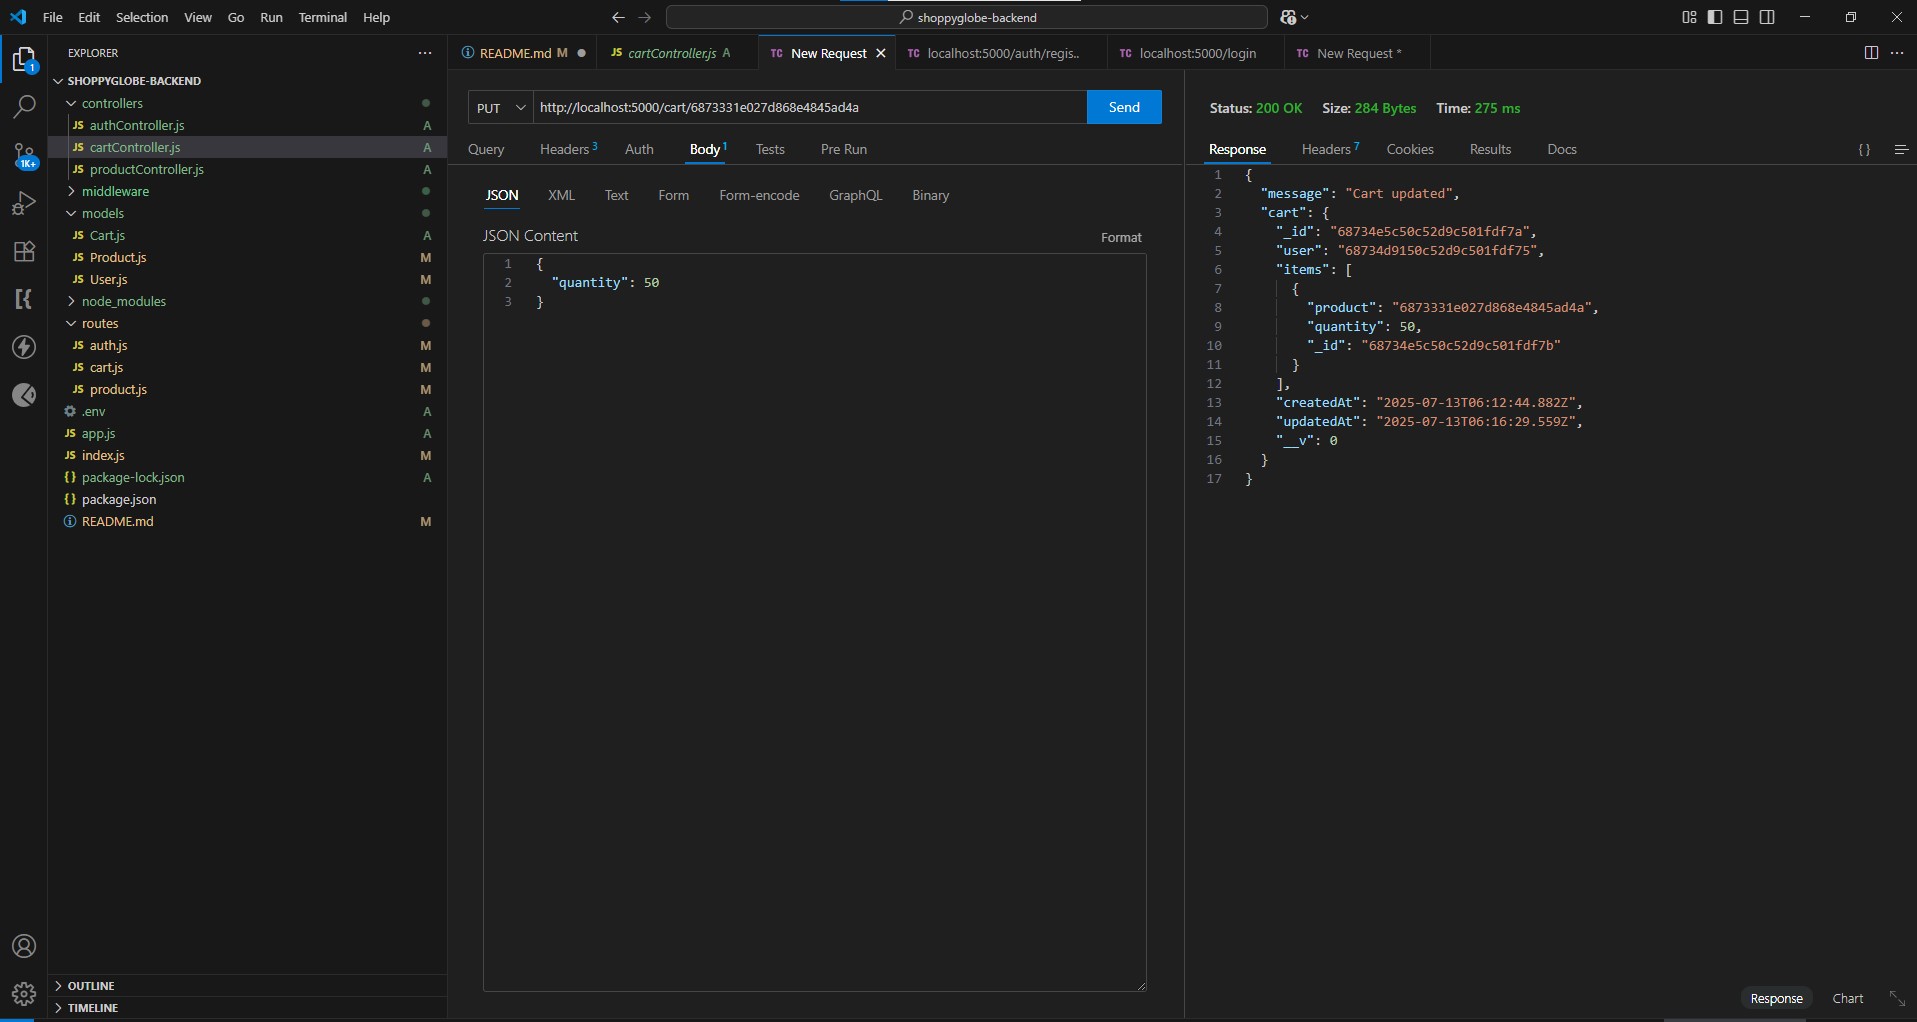 File Edit Selection View Go Run Terminal Help
shoppyglobe-backend
EXPLORER
1
1K+
SHOPPYGLOBE-BACKEND
controllers
JS authController.js A
JS cartController.js A
JS productController.js A
middleware
models
JS Cart.js A
JS Product.js M
JS User.js M
node_modules
routes
JS auth.js M
JS cart.js M
JS product.js M
.env A
JS app.js A
JS index.js M
{} package-lock.json A
{} package.json
README.md M
OUTLINE
TIMELINE
README.md M
JS cartController.js A
TC New Request
TC localhost:5000/auth/regis..
TC localhost:5000/login
TC New Request *
PUT http://localhost:5000/cart/6873331e027d868e4845ad4a Send
Query Headers 3 Auth Body 1 Tests Pre Run
JSON XML Text Form Form-encode GraphQL Binary
JSON Content Format
1 {
2 "quantity": 50
3 }
Status: 200 OK Size: 284 Bytes Time: 275 ms
Response Headers 7 Cookies Results Docs { }
1 {
2 "message": "Cart updated",
3 "cart": {
4 "_id": "68734e5c50c52d9c501fdf7a",
5 "user": "68734d9150c52d9c501fdf75",
6 "items": [
7 {
8 "product": "6873331e027d868e4845ad4a",
9 "quantity": 50,
10 "_id": "68734e5c50c52d9c501fdf7b"
11 }
12 ],
13 "createdAt": "2025-07-13T06:12:44.882Z",
14 "updatedAt": "2025-07-13T06:16:29.559Z",
15 "__v": 0
16 }
17 }
Response Chart